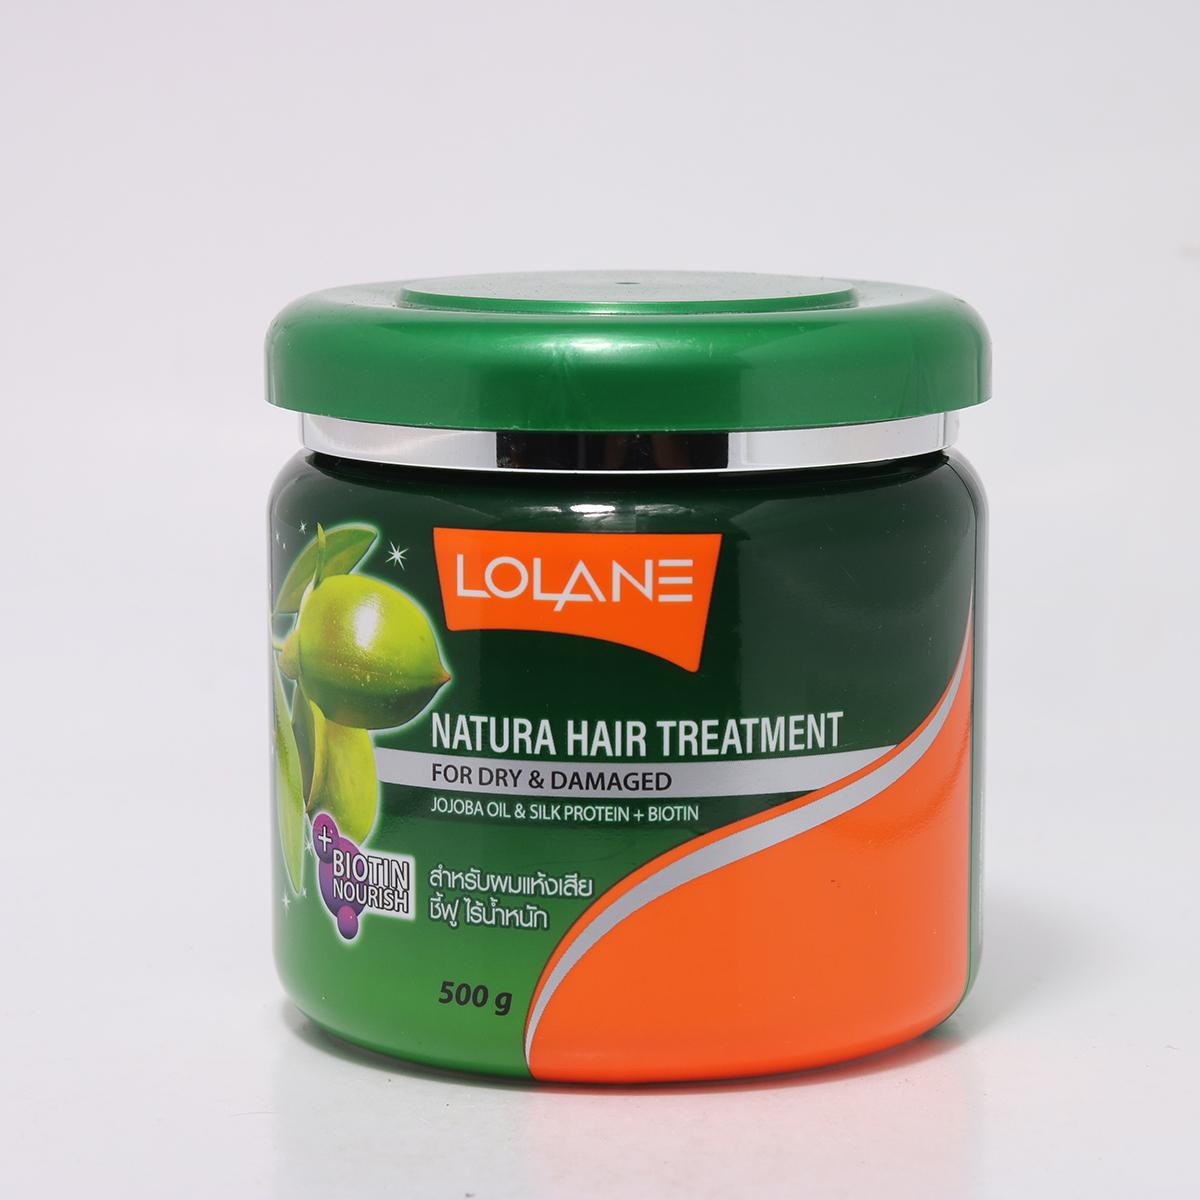 LOLANE
NATURA HAIR TREATMENT
FOR DRY & DAMAGED
JOJOBA OIL & SILK PROTEIN + BIOTIN
+
BIOTIN
NOURISH
สำหรับผมแห้งเสีย
ชี้ฟู ไร้น้ำหนัก
500 g